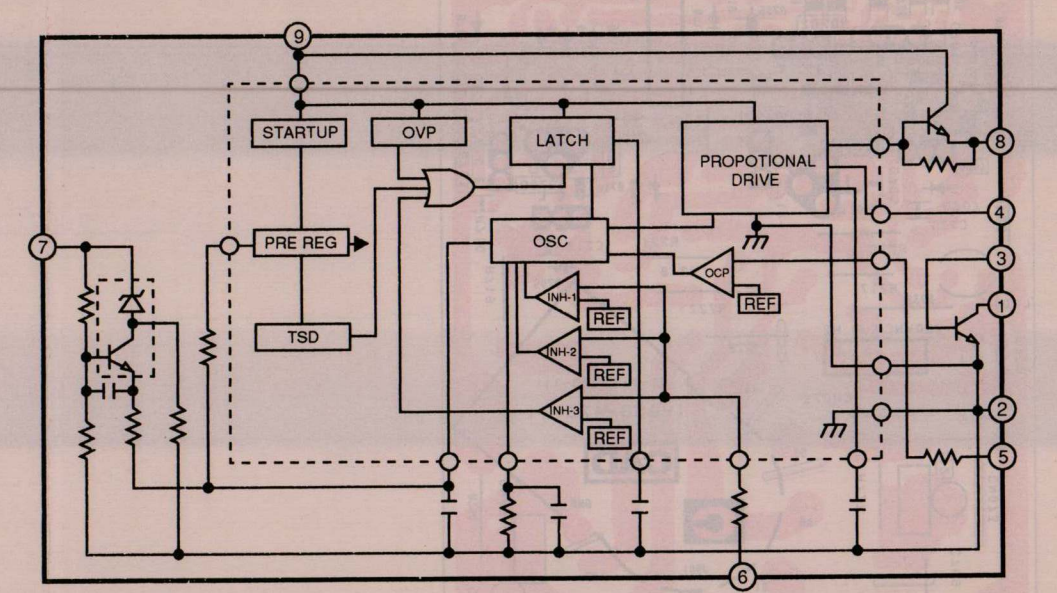 9
STARTUP
OVP
LATCH
PROPOTIONAL
DRIVE
8
4
7
PRE REG
OSC
3
OCP
REF
INH-1
REF
1
TSD
INH-2
REF
INH-3
REF
2
5
6